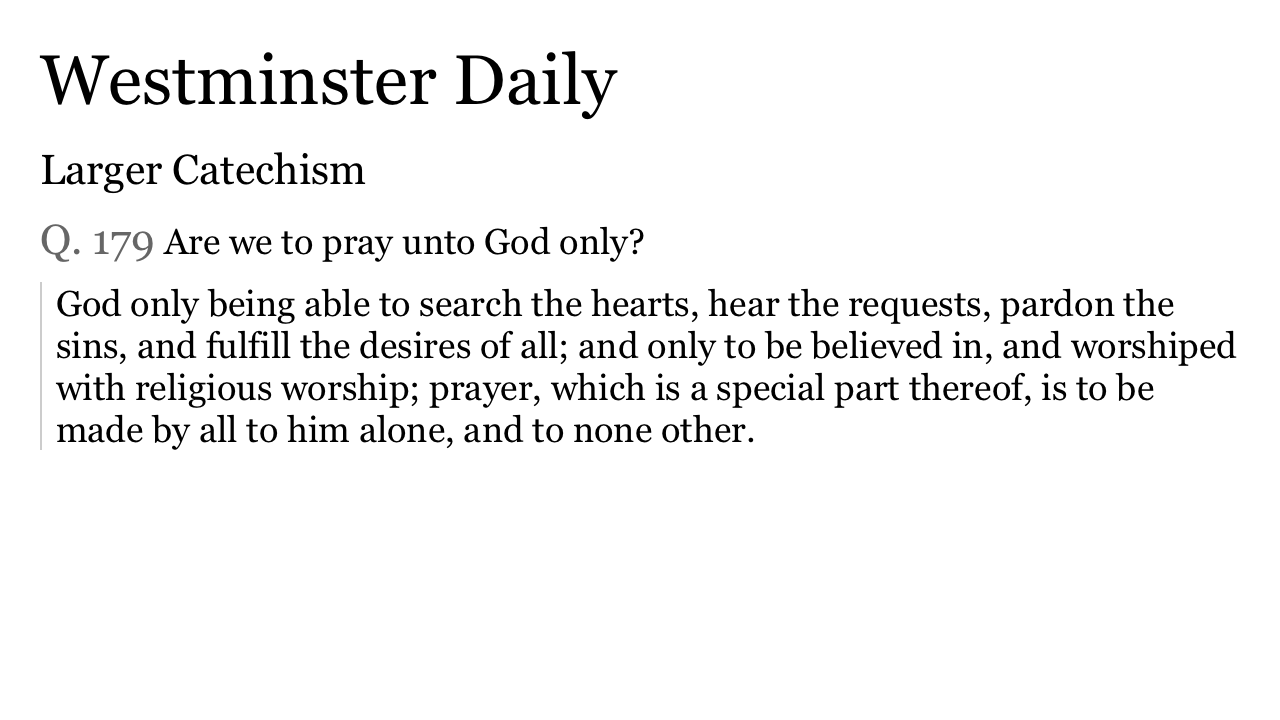 Westminster Daily
Larger Catechism
Q. 179 Are we to pray unto God only?
God only being able to search the hearts, hear the requests, pardon the
sins, and fulfill the desires of all; and only to be believed in, and worshiped
with religious worship; prayer, which is a special part thereof, is to be
made by all to him alone, and to none other.